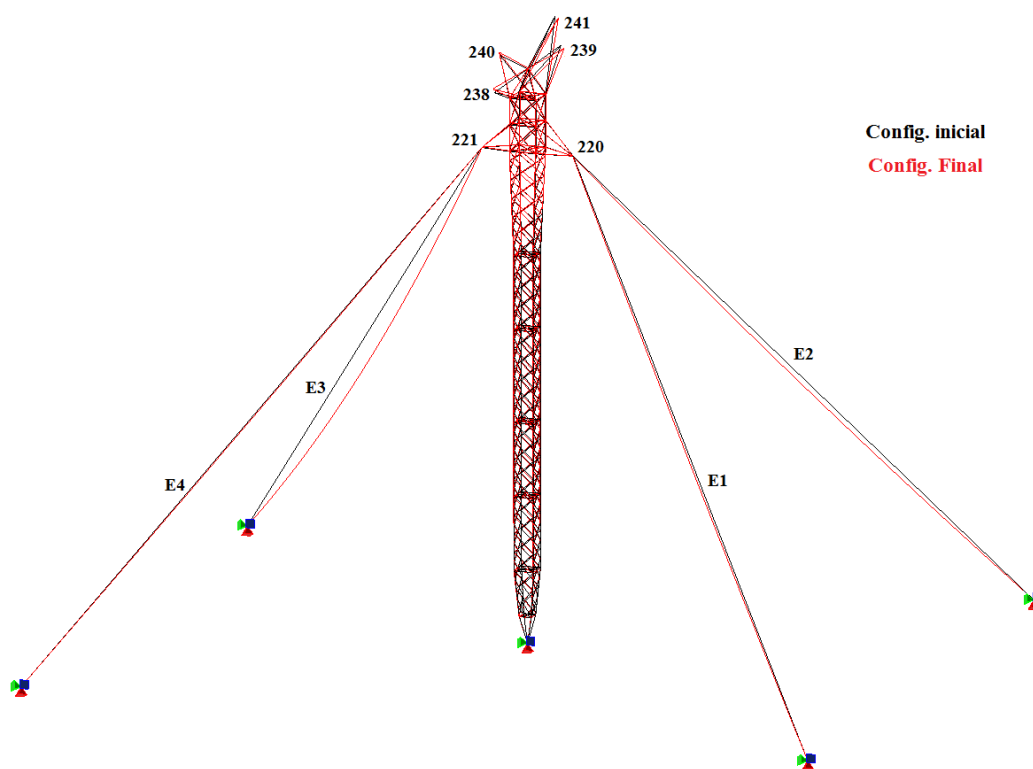 241
240
239
238
221
220
Config. inicial
Config. Final
E2
E3
E4
E1